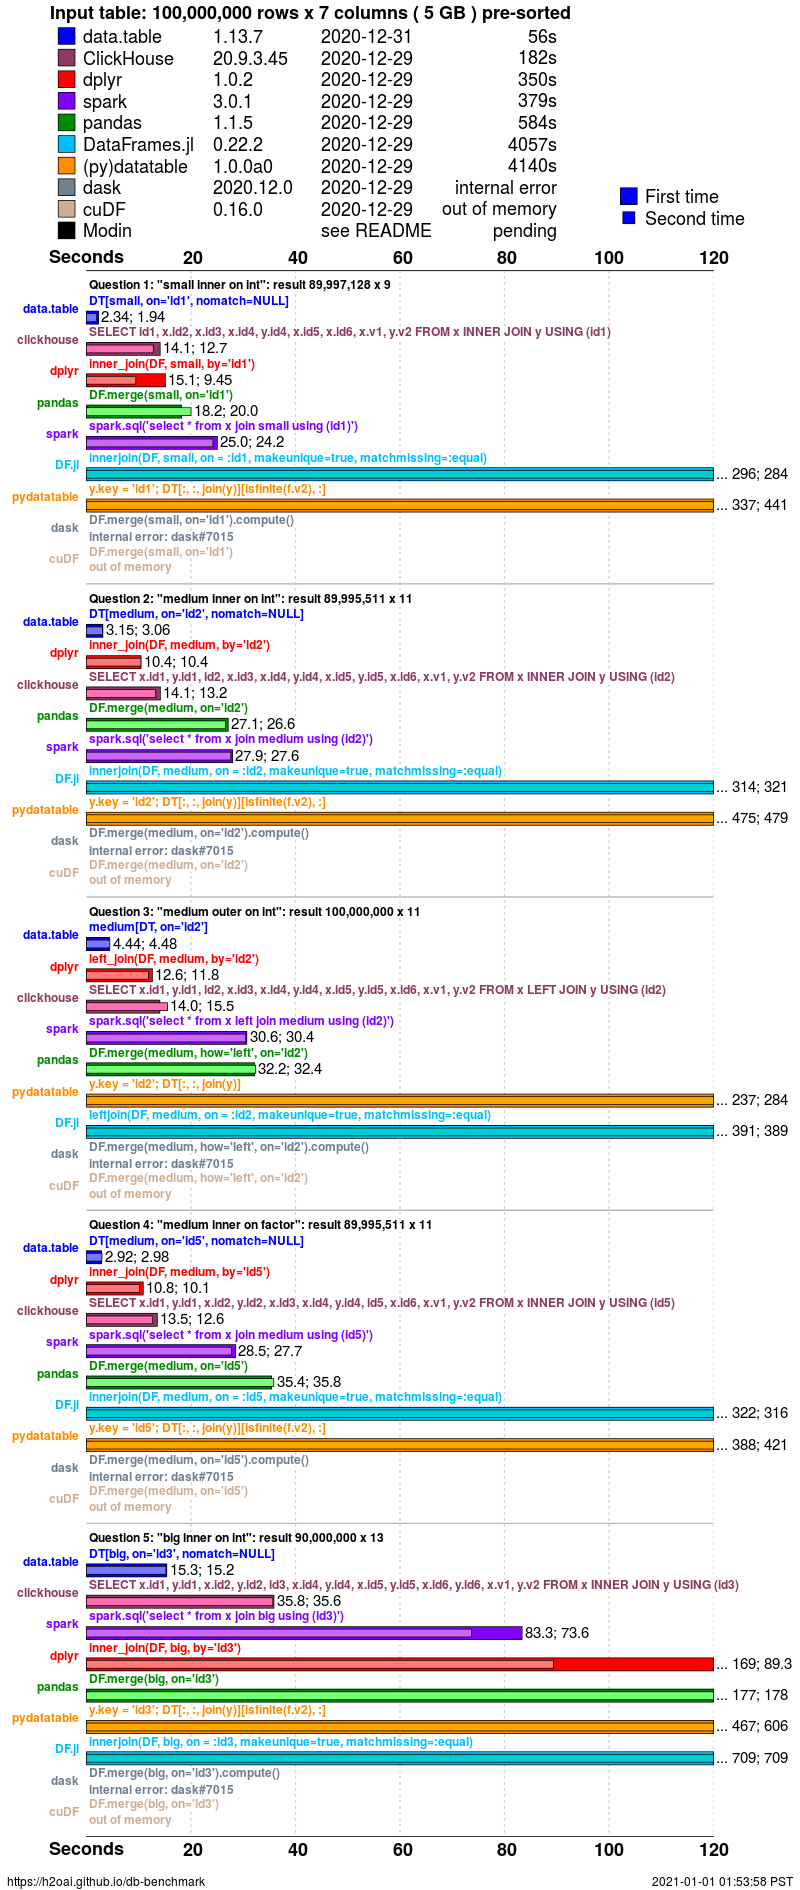 Input table: 100,000,000 rows x 7 columns ( 5 GB ) pre-sorted
data.table 1.13.7 2020-12-31 56s
ClickHouse 20.9.3.45 2020-12-29 182s
dplyr 1.0.2 2020-12-29 350s
spark 3.0.1 2020-12-29 379s
pandas 1.1.5 2020-12-29 584s
DataFrames.jl 0.22.2 2020-12-29 4057s
(py)datatable 1.0.0a0 2020-12-29 4140s
dask 2020.12.0 2020-12-29 internal error
cuDF 0.16.0 2020-12-29 out of memory
Modin see README pending
First time
Second time
Seconds 20 40 60 80 100 120
Question 1: "small inner on int": result 89,997,128 x 9
DT[small, on='id1', nomatch=NULL]
data.table 2.34; 1.94
SELECT id1, x.id2, x.id3, x.id4, y.id4, x.id5, x.id6, x.v1, y.v2 FROM x INNER JOIN y USING (id1)
clickhouse 14.1; 12.7
inner_join(DF, small, by='id1')
dplyr 15.1; 9.45
DF.merge(small, on='id1')
pandas 18.2; 20.0
spark.sql('select * from x join small using (id1)')
spark 25.0; 24.2
innerjoin(DF, small, on = :id1, makeunique=true, matchmissing=:equal)
DF.jl ... 296; 284
y.key = 'id1'; DT[:, :, join(y)][isfinite(f.v2), :]
pydatatable ... 337; 441
DF.merge(small, on='id1').compute()
dask
internal error: dask#7015
DF.merge(small, on='id1')
cuDF
out of memory
Question 2: "medium inner on int": result 89,995,511 x 11
DT[medium, on='id2', nomatch=NULL]
data.table 3.15; 3.06
inner_join(DF, medium, by='id2')
dplyr 10.4; 10.4
SELECT x.id1, y.id1, id2, x.id3, x.id4, y.id4, x.id5, y.id5, x.id6, x.v1, y.v2 FROM x INNER JOIN y USING (id2)
clickhouse 14.1; 13.2
DF.merge(medium, on='id2')
pandas 27.1; 26.6
spark.sql('select * from x join medium using (id2)')
spark 27.9; 27.6
innerjoin(DF, medium, on = :id2, makeunique=true, matchmissing=:equal)
DF.jl ... 314; 321
y.key = 'id2'; DT[:, :, join(y)][isfinite(f.v2), :]
pydatatable ... 475; 479
DF.merge(medium, on='id2').compute()
dask
internal error: dask#7015
DF.merge(medium, on='id2')
cuDF
out of memory
Question 3: "medium outer on int": result 100,000,000 x 11
medium[DT, on='id2']
data.table 4.44; 4.48
left_join(DF, medium, by='id2')
dplyr 12.6; 11.8
SELECT x.id1, y.id1, id2, x.id3, x.id4, y.id4, x.id5, y.id5, x.id6, x.v1, y.v2 FROM x LEFT JOIN y USING (id2)
clickhouse 14.0; 15.5
spark.sql('select * from x left join medium using (id2)')
spark 30.6; 30.4
DF.merge(medium, how='left', on='id2')
pandas 32.2; 32.4
y.key = 'id2'; DT[:, :, join(y)]
pydatatable ... 237; 284
leftjoin(DF, medium, on = :id2, makeunique=true, matchmissing=:equal)
DF.jl ... 391; 389
DF.merge(medium, how='left', on='id2').compute()
dask
internal error: dask#7015
DF.merge(medium, how='left', on='id2')
cuDF
out of memory
Question 4: "medium inner on factor": result 89,995,511 x 11
DT[medium, on='id5', nomatch=NULL]
data.table 2.92; 2.98
inner_join(DF, medium, by='id5')
dplyr 10.8; 10.1
SELECT x.id1, y.id1, x.id2, y.id2, x.id3, x.id4, y.id4, id5, x.id6, x.v1, y.v2 FROM x INNER JOIN y USING (id5)
clickhouse 13.5; 12.6
spark.sql('select * from x join medium using (id5)')
spark 28.5; 27.7
DF.merge(medium, on='id5')
pandas 35.4; 35.8
innerjoin(DF, medium, on = :id5, makeunique=true, matchmissing=:equal)
DF.jl ... 322; 316
y.key = 'id5'; DT[:, :, join(y)][isfinite(f.v2), :]
pydatatable ... 388; 421
DF.merge(medium, on='id5').compute()
dask
internal error: dask#7015
DF.merge(medium, on='id5')
cuDF
out of memory
Question 5: "big inner on int": result 90,000,000 x 13
DT[big, on='id3', nomatch=NULL]
data.table 15.3; 15.2
SELECT x.id1, y.id1, x.id2, y.id2, id3, x.id4, y.id4, x.id5, y.id5, x.id6, y.id6, x.v1, y.v2 FROM x INNER JOIN y USING (id3)
clickhouse 35.8; 35.6
spark.sql('select * from x join big using (id3)')
spark 83.3; 73.6
inner_join(DF, big, by='id3')
dplyr ... 169; 89.3
DF.merge(big, on='id3')
pandas ... 177; 178
y.key = 'id3'; DT[:, :, join(y)][isfinite(f.v2), :]
pydatatable ... 467; 606
innerjoin(DF, big, on = :id3, makeunique=true, matchmissing=:equal)
DF.jl ... 709; 709
DF.merge(big, on='id3').compute()
dask
internal error: dask#7015
DF.merge(big, on='id3')
cuDF
out of memory
Seconds 20 40 60 80 100 120
https://h2oai.github.io/db-benchmark 2021-01-01 01:53:58 PST